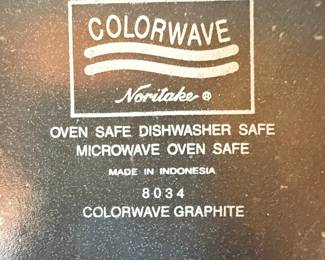 COLORWAVE
Noritake ®
OVEN SAFE DISHWASHER SAFE
MICROWAVE OVEN SAFE
MADE IN INDONESIA
8034
COLORWAVE GRAPHITE